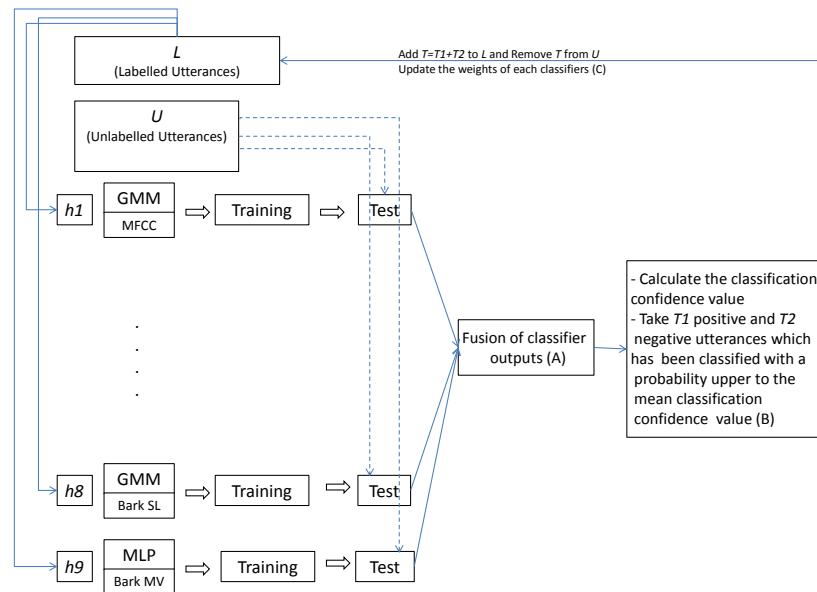 L
(Labelled Utterances)
Add T=T1+T2 to L and Remove T from U
Update the weights of each classifiers (C)
U
(Unlabelled Utterances)
h1
GMM
MFCC
Training
Test
.
.
.
.
Fusion of classifier
outputs (A)
- Calculate the classification
confidence value
- Take T1 positive and T2
negative utterances which
has been classified with a
probability upper to the
mean classification
confidence value (B)
h8
GMM
Bark SL
Training
Test
h9
MLP
Bark MV
Training
Test